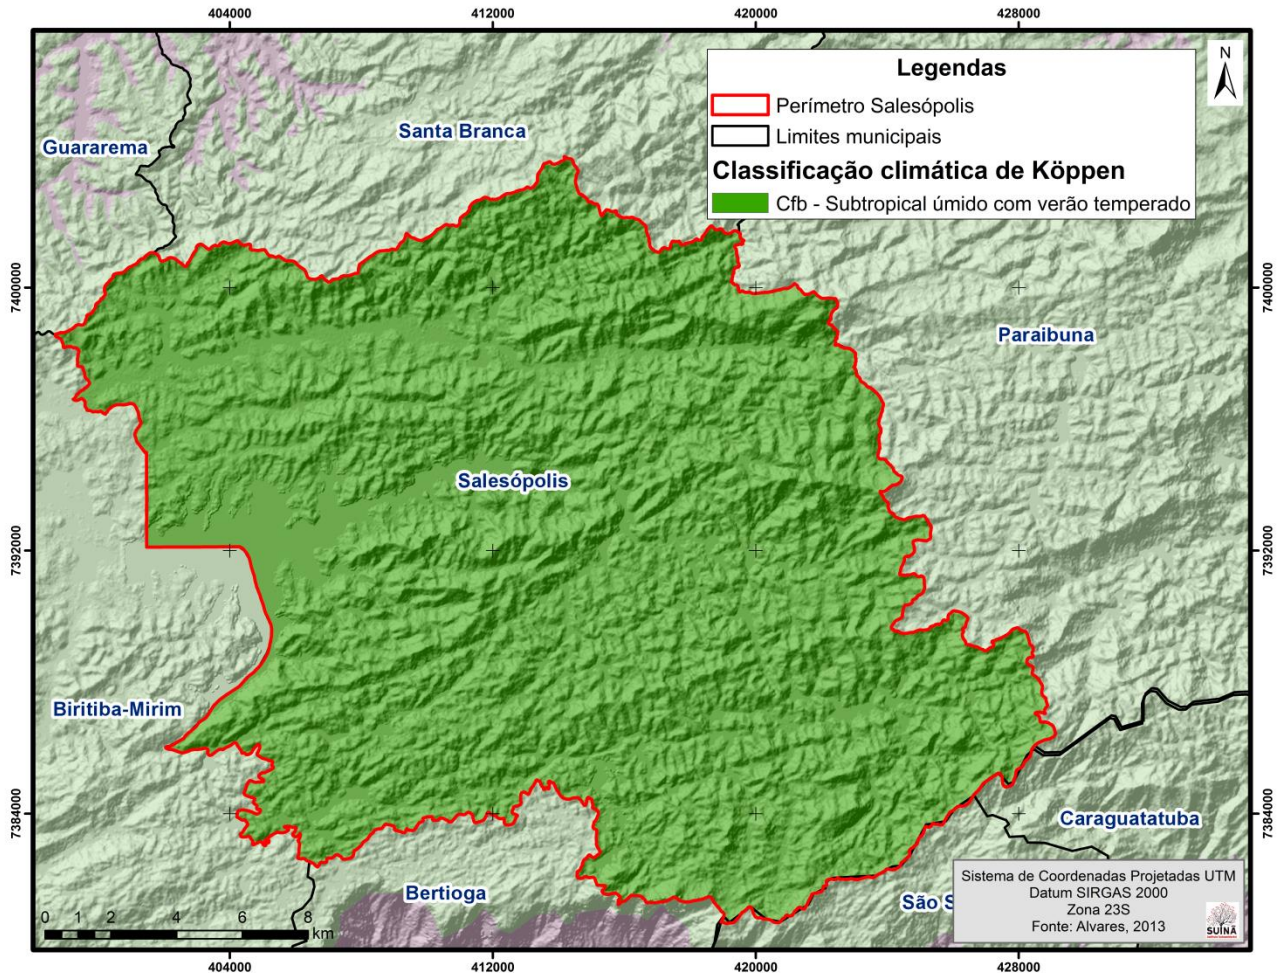 404000
412000
420000
428000
N
Legendas
Perímetro Salesópolis
Limites municipais
Classificação climática de Köppen
Cfb - Subtropical úmido com verão temperado
Santa Branca
Guararema
7400000
7400000
Paraibuna
Salesópolis
7392000
7392000
Biritiba-Mirim
7384000
7384000
Caraguatatuba
Bertioga
São S
Sistema de Coordenadas Projetadas UTM
Datum SIRGAS 2000
Zona 23S
Fonte: Alvares, 2013
SUINÃ
0 1 2 4 6 8
km
404000
412000
420000
428000